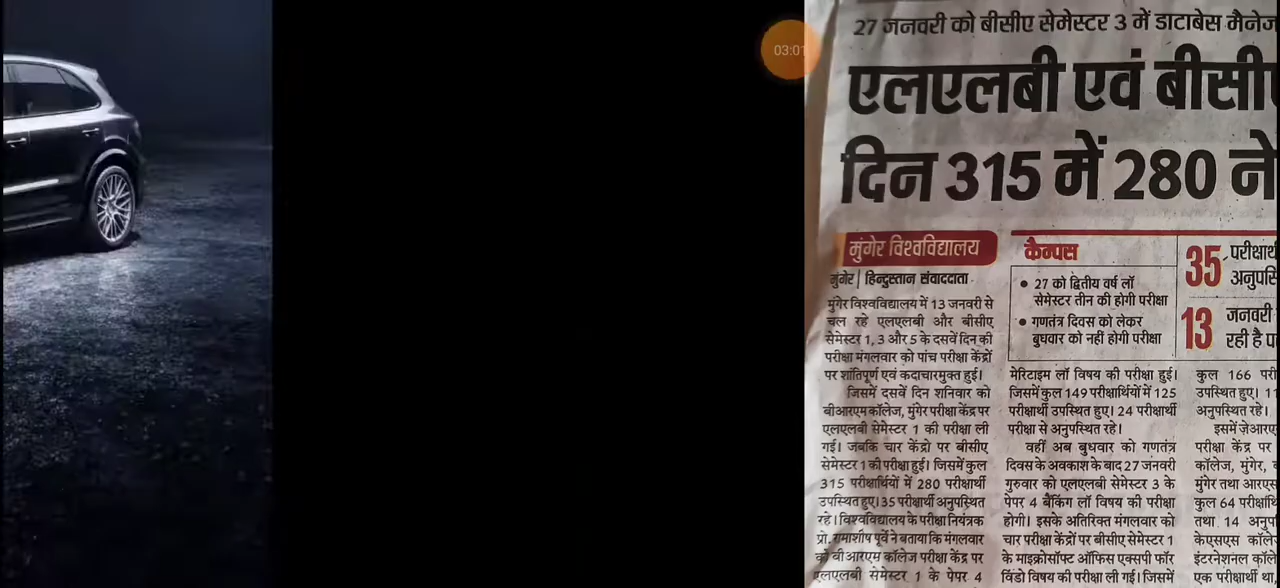 03:01
27 जनवरी को बीसीए सेमेस्टर 3 में डाटाबेस मैनेज
एलएलबी एवं बीसीए
दिन 315 में 280 ने
मुंगेर विश्वविद्यालय
मुंगेर | हिन्दुस्तान संवाददाता
मुंगेर विश्वविद्यालय में 13 जनवरी से
चल रहे एलएलबी और बीसीए
सेमेस्टर 1, 3 और 5 के दसवें दिन की
परीक्षा मंगलवार को पांच परीक्षा केंद्रों
पर शांतिपूर्ण एवं कदाचारमुक्त हुई।
जिसमें दसवें दिन शनिवार को
बीआरएम कॉलेज, मुंगेर परीक्षा केंद्र पर
एलएलबी सेमेस्टर 1 की परीक्षा ली
गई। जबकि चार केंद्रो पर बीसीए
सेमेस्टर 1 की परीक्षा हुई। जिसमें कुल
315 परीक्षार्थियों में 280 परीक्षार्थी
उपस्थित हुए। 35 परीक्षार्थी अनुपस्थित
रहे। विश्वविद्यालय के परीक्षा नियंत्रक
प्रो. रामाशीष पूर्वे ने बताया कि मंगलवार
को बीआरएम कॉलेज परीक्षा केंद्र पर
एलएलबी सेमेस्टर 1 के पेपर 4
कैम्पस
• 27 को द्वितीय वर्ष लॉ
सेमेस्टर तीन की होगी परीक्षा
• गणतंत्र दिवस को लेकर
बुधवार को नहीं होगी परीक्षा
मेरिटाइम लॉ विषय की परीक्षा हुई।
जिसमें कुल 149 परीक्षार्थियों में 125
परीक्षार्थी उपस्थित हुए। 24 परीक्षार्थी
परीक्षा से अनुपस्थित रहे।
वहीं अब बुधवार को गणतंत्र
दिवस के अवकाश के बाद 27 जनवरी
गुरुवार को एलएलबी सेमेस्टर 3 के
पेपर 4 बैंकिंग लॉ विषय की परीक्षा
होगी। इसके अतिरिक्त मंगलवार को
चार परीक्षा केंद्रों पर बीसीए सेमेस्टर 1
के माइक्रोसॉफ्ट ऑफिस एक्सपी फॉर
विंडो विषय की परीक्षा ली गई। जिसमें
35 परीक्षार्थ
अनुपस्थि
13 जनवरी
रही है प
कुल 166 परी
उपस्थित हुए। 11
अनुपस्थित रहे।
इसमें जेआरए
परीक्षा केंद्र पर
कॉलेज, मुंगेर,
मुंगेर तथा आरएस
कुल 64 परीक्षार्थि
तथा 14 अनुप
केएसएस कॉले
इंटरनेशनल कॉले
एक परीक्षार्थी था